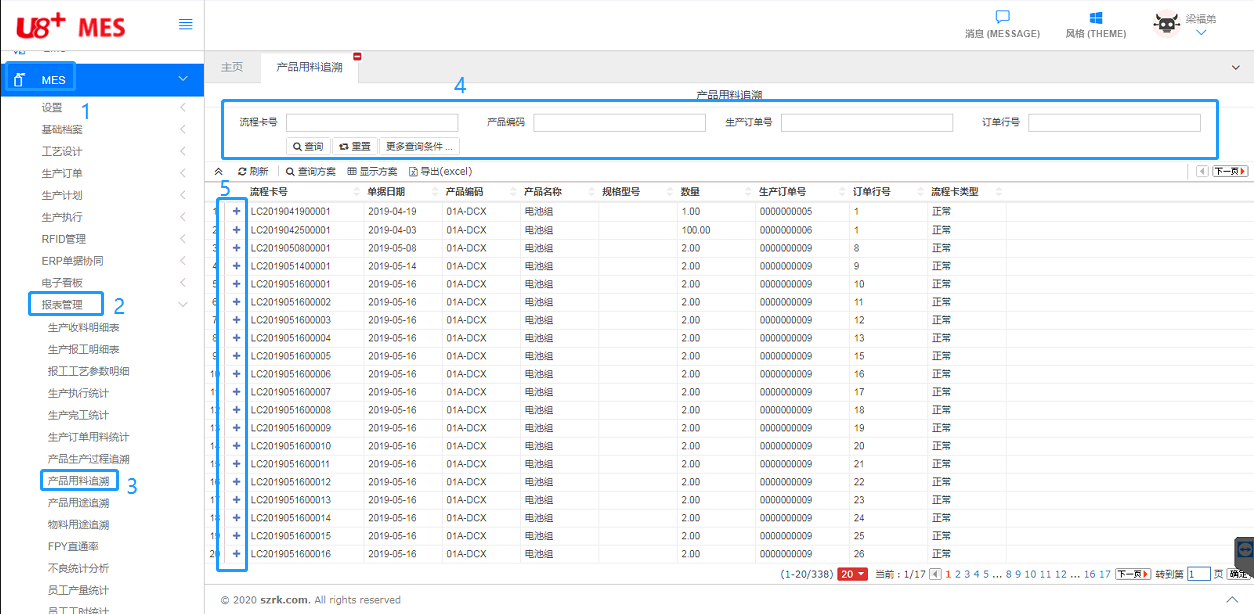 U8+ MES
消息 (MESSAGE)
风格 (THEME)
梁福弟
MES
1
设置
基础档案
工艺设计
生产订单
生产计划
生产执行
RFID管理
ERP单据协同
电子看板
报表管理
2
生产收料明细表
生产报工明细表
报工工艺参数明细
生产执行统计
生产完工统计
生产订单用料统计
产品生产过程追溯
产品用料追溯
3
产品用途追溯
物料用途追溯
FPY直通率
不良统计分析
员工产量统计
员工工时统计
主页 产品用料追溯
4
产品用料追溯
流程卡号 产品编码 生产订单号 订单行号
查询 重置 更多查询条件 ...
刷新 查询方案 显示方案 导出(excel) 下一页
5
流程卡号 单据日期 产品编码 产品名称 规格型号 数量 生产订单号 订单行号 流程卡类型
1 + LC2019041900001 2019-04-19 01A-DCX 电池组 1.00 0000000005 1 正常
2 + LC2019042500001 2019-04-03 01A-DCX 电池组 100.00 0000000006 1 正常
3 + LC2019050800001 2019-05-08 01A-DCX 电池组 2.00 0000000009 8 正常
4 + LC2019051400001 2019-05-14 01A-DCX 电池组 2.00 0000000009 9 正常
5 + LC2019051600001 2019-05-16 01A-DCX 电池组 2.00 0000000009 10 正常
6 + LC2019051600002 2019-05-16 01A-DCX 电池组 2.00 0000000009 11 正常
7 + LC2019051600003 2019-05-16 01A-DCX 电池组 2.00 0000000009 12 正常
8 + LC2019051600004 2019-05-16 01A-DCX 电池组 2.00 0000000009 13 正常
9 + LC2019051600005 2019-05-16 01A-DCX 电池组 2.00 0000000009 15 正常
10 + LC2019051600006 2019-05-16 01A-DCX 电池组 2.00 0000000009 16 正常
11 + LC2019051600007 2019-05-16 01A-DCX 电池组 2.00 0000000009 17 正常
12 + LC2019051600008 2019-05-16 01A-DCX 电池组 2.00 0000000009 18 正常
13 + LC2019051600009 2019-05-16 01A-DCX 电池组 2.00 0000000009 19 正常
14 + LC2019051600010 2019-05-16 01A-DCX 电池组 2.00 0000000009 20 正常
15 + LC2019051600011 2019-05-16 01A-DCX 电池组 2.00 0000000009 21 正常
16 + LC2019051600012 2019-05-16 01A-DCX 电池组 2.00 0000000009 22 正常
17 + LC2019051600013 2019-05-16 01A-DCX 电池组 2.00 0000000009 23 正常
18 + LC2019051600014 2019-05-16 01A-DCX 电池组 2.00 0000000009 24 正常
19 + LC2019051600015 2019-05-16 01A-DCX 电池组 2.00 0000000009 25 正常
20 + LC2019051600016 2019-05-16 01A-DCX 电池组 2.00 0000000009 26 正常
(1-20/338) 20 当前：1/17 1 2 3 4 5 ... 8 9 10 11 12 ... 16 17 下一页 转到第 1 页 确定
© 2020 szrk.com. All rights reserved